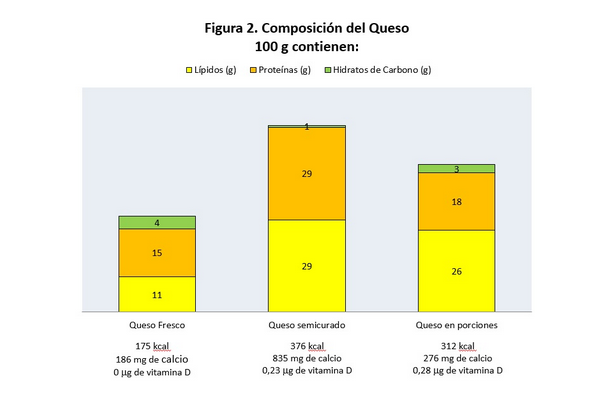 Figura 2. Composición del Queso
100 g contienen:
Lípidos (g) Proteínas (g) Hidratos de Carbono (g)
4
15
11
1
29
29
3
18
26
Queso Fresco Queso semicurado Queso en porciones
175 kcal 376 kcal 312 kcal
186 mg de calcio 835 mg de calcio 276 mg de calcio
0 µg de vitamina D 0,23 µg de vitamina D 0,28 µg de vitamina D